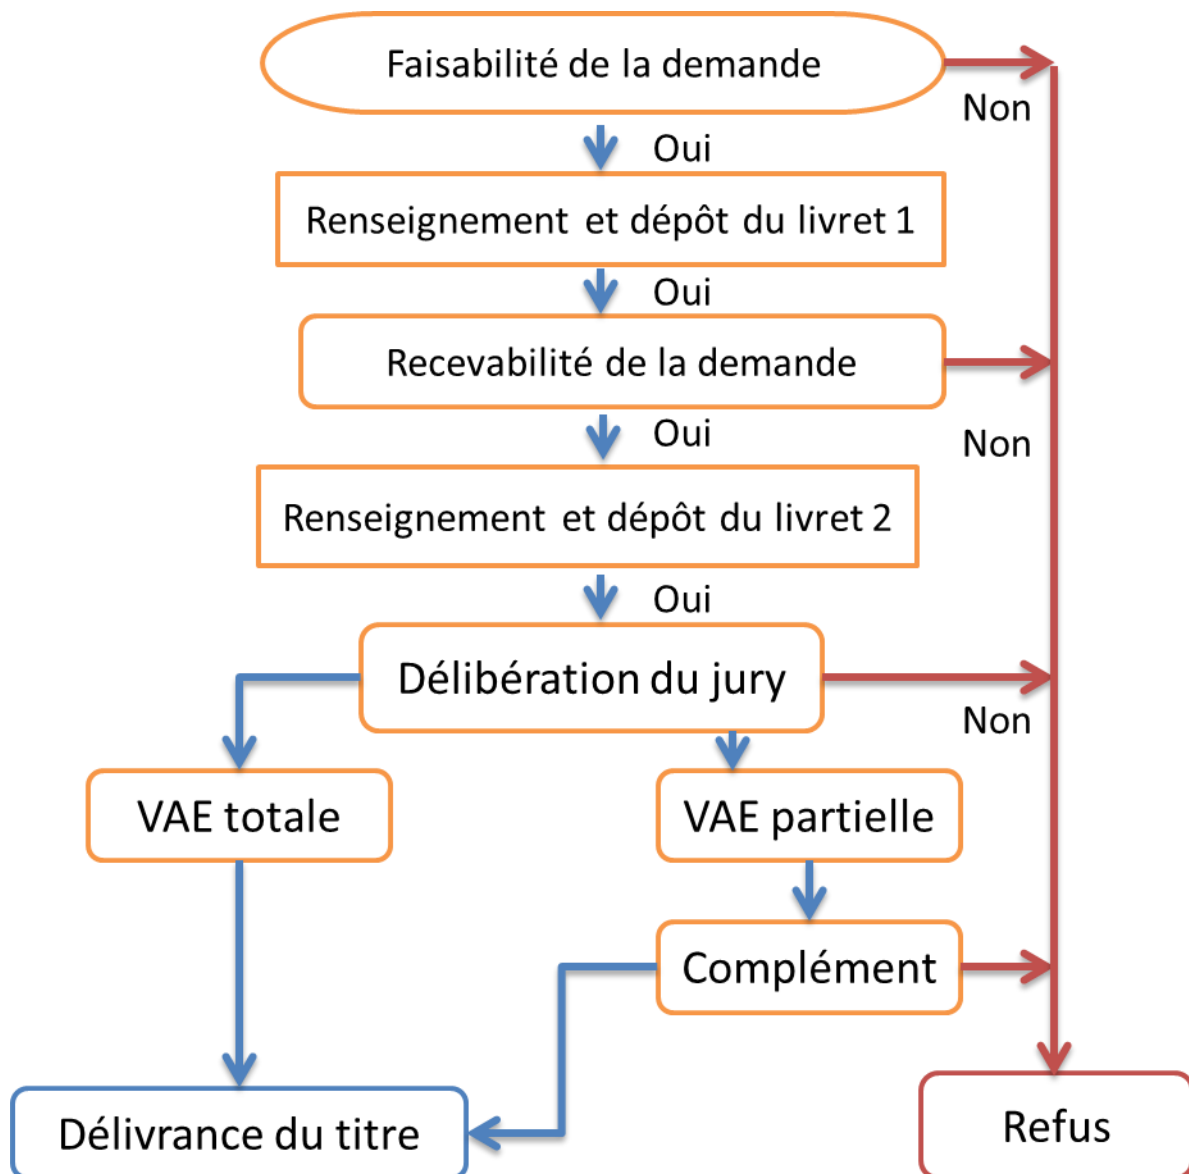 Faisabilité de la demande
Non
Oui
Renseignement et dépôt du livret 1
Oui
Recevabilité de la demande
Oui
Non
Renseignement et dépôt du livret 2
Oui
Délibération du jury
Non
VAE totale
VAE partielle
Complément
Délivrance du titre
Refus